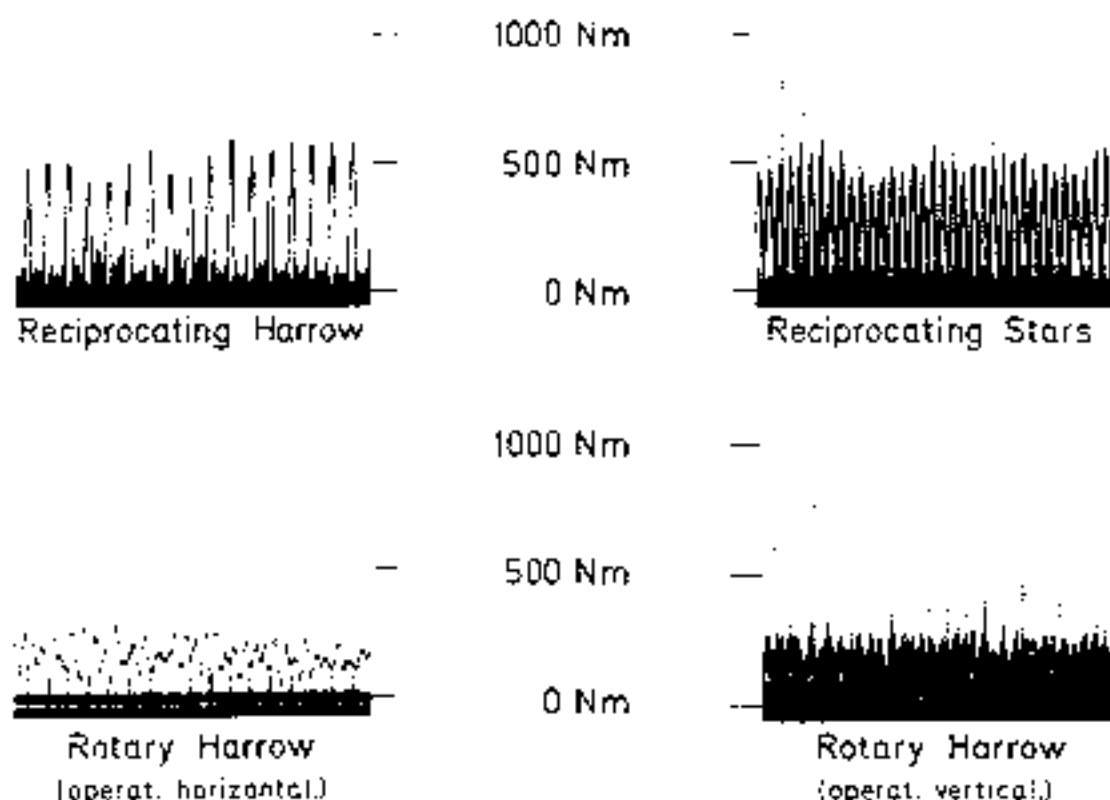 1000 Nm
500 Nm
0 Nm
Reciprocating Harrow
Reciprocating Stars
1000 Nm
500 Nm
0 Nm
Rotary Harrow
Rotary Harrow
(operat. horizontal.)
(operat. vertical.)